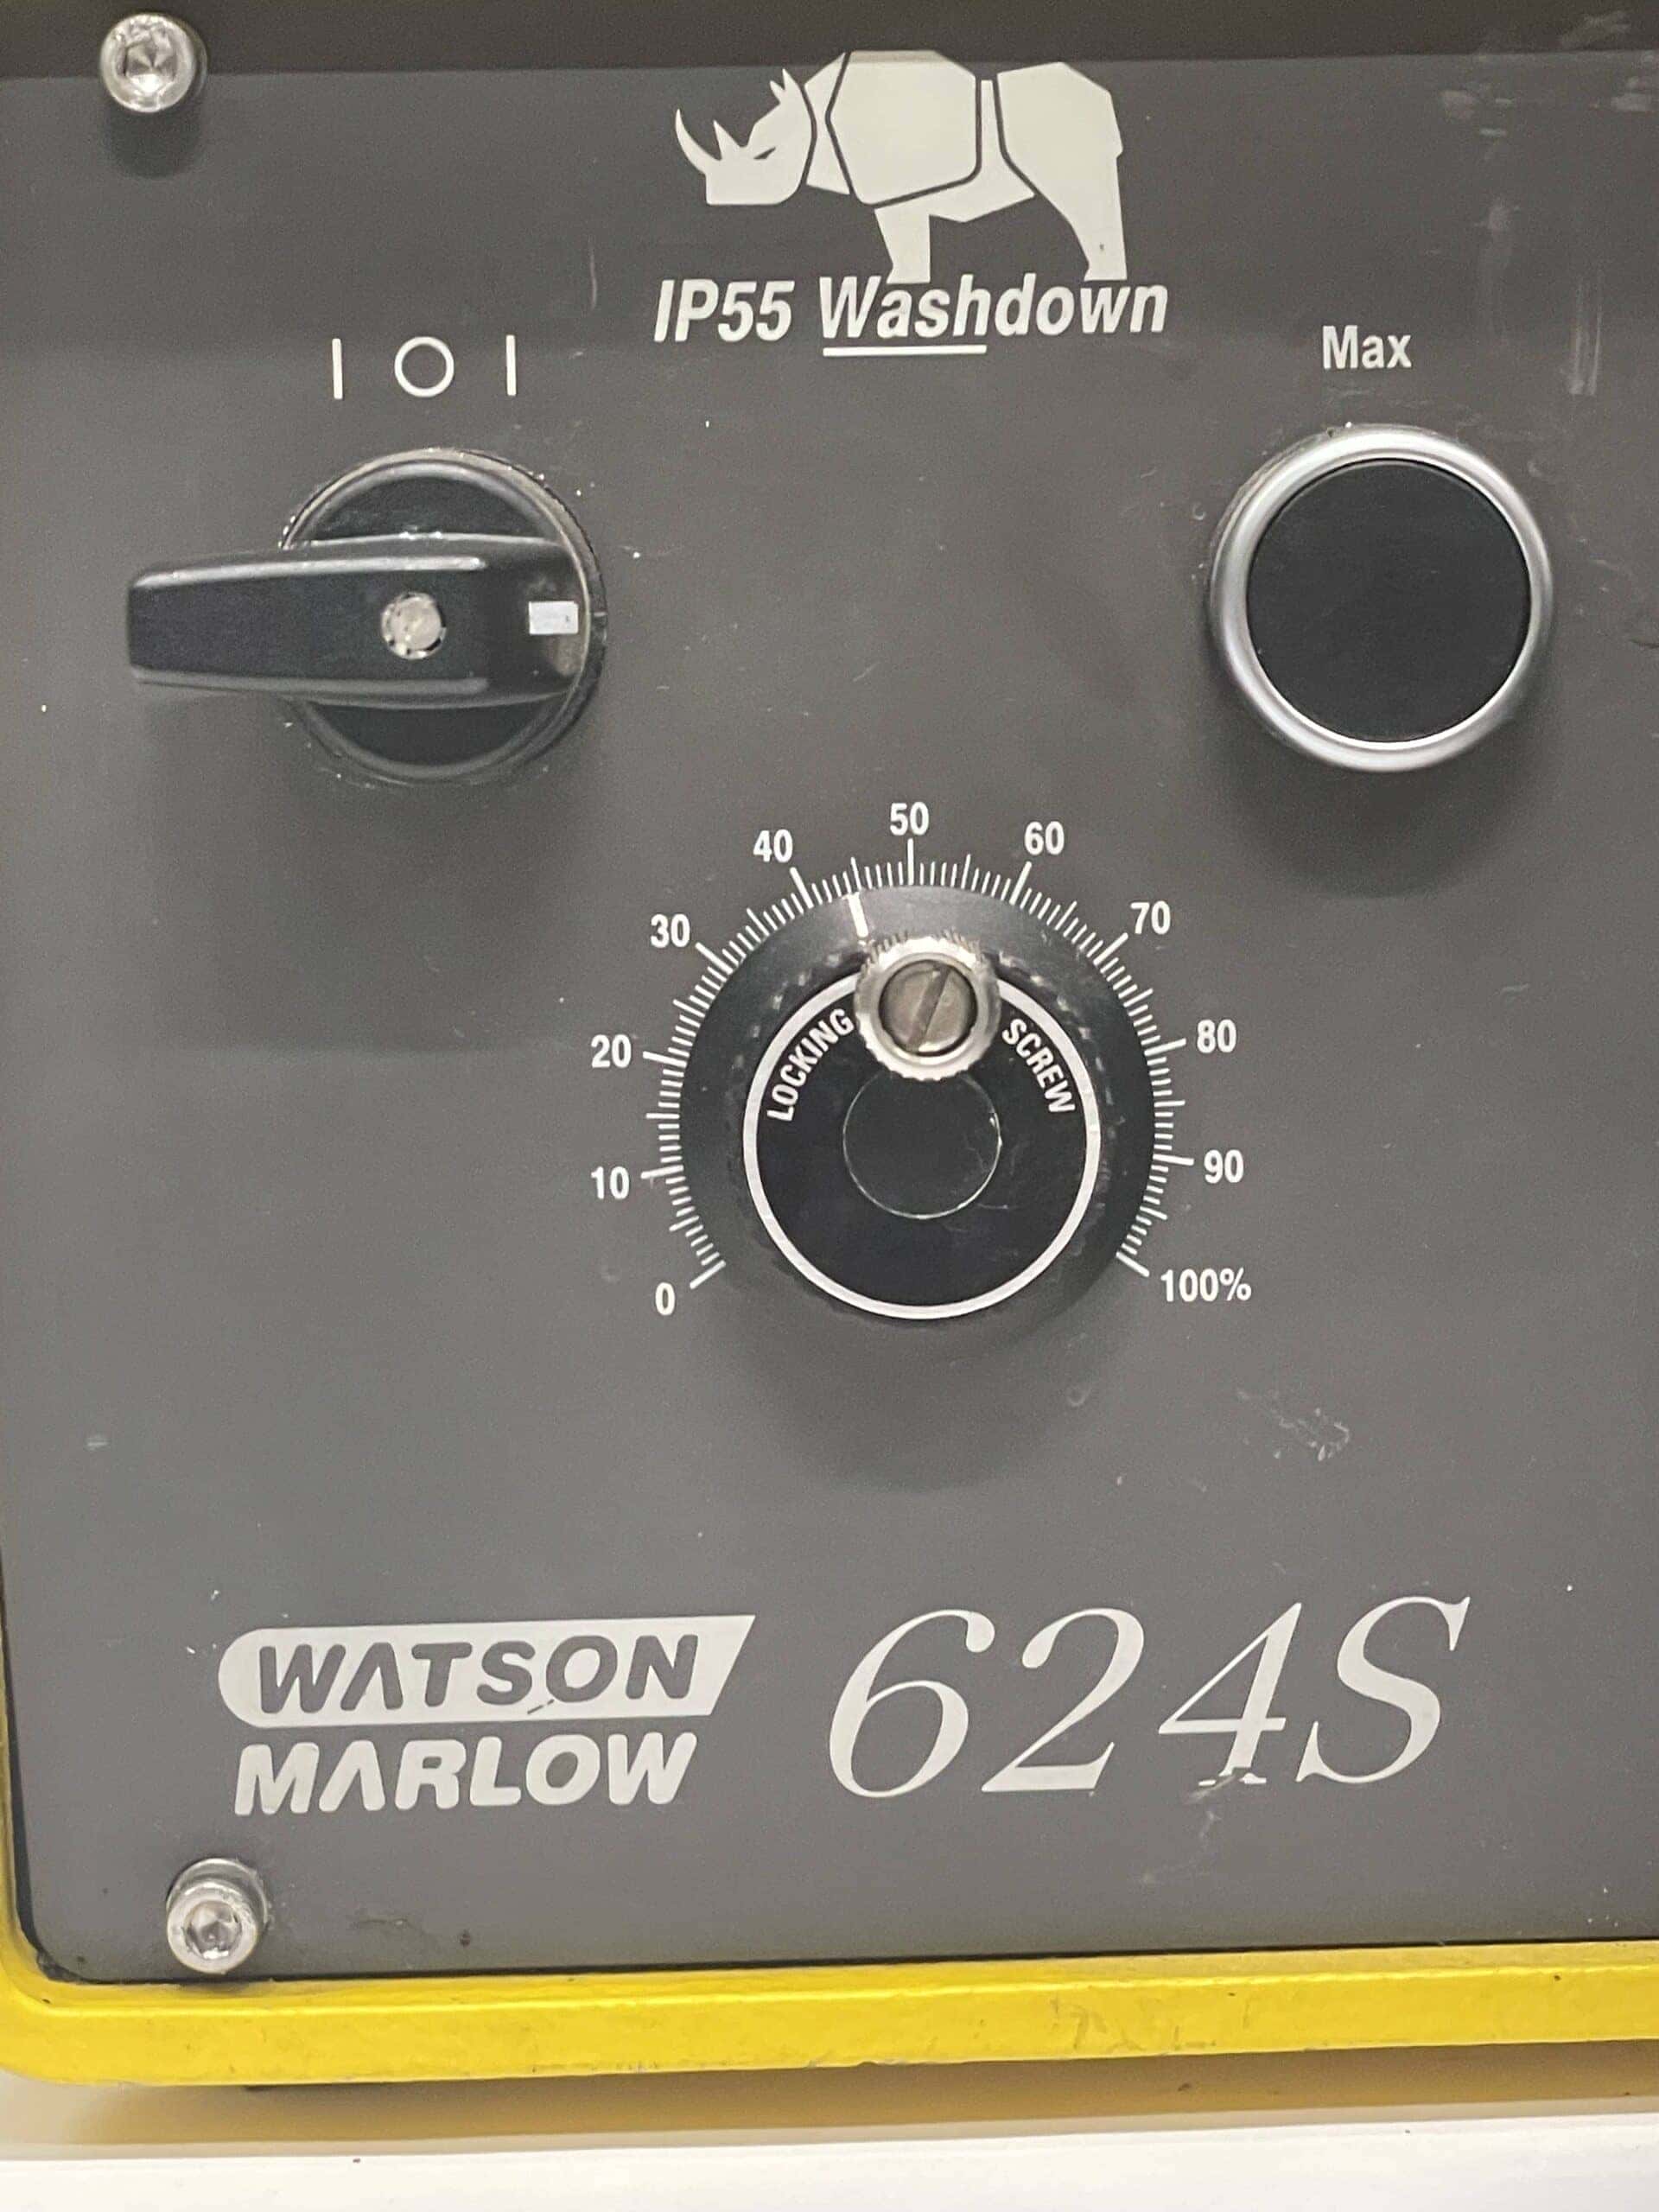 IP55 Washdown
I O I
Max
0
10
20
30
40
50
60
70
80
90
100%
LOCKING SCREW
WATSON
MARLOW
624S